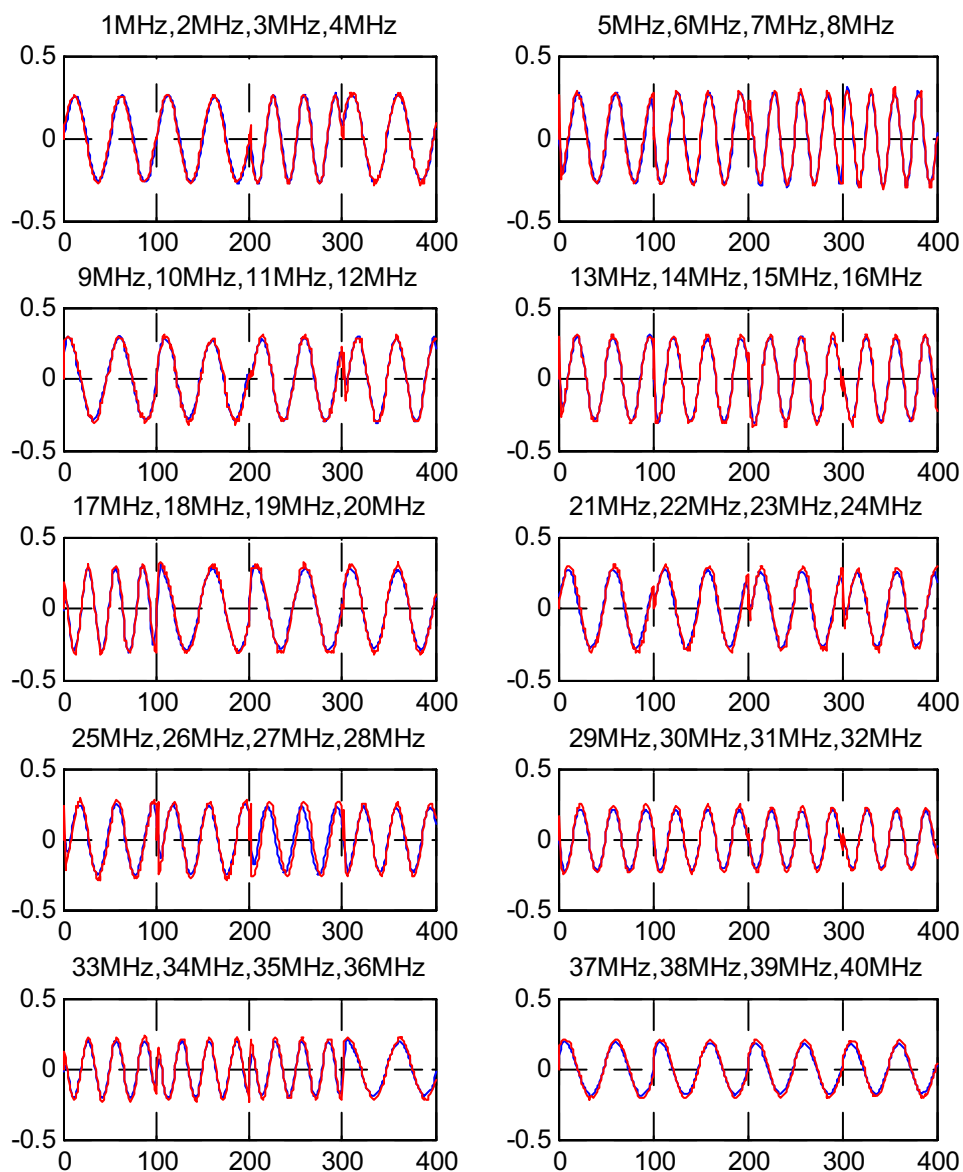 1MHz,2MHz,3MHz,4MHz
5MHz,6MHz,7MHz,8MHz
0.5
0
-0.5
0 100 200 300 400
0.5
0
-0.5
0 100 200 300 400
9MHz,10MHz,11MHz,12MHz
13MHz,14MHz,15MHz,16MHz
0.5
0
-0.5
0 100 200 300 400
0.5
0
-0.5
0 100 200 300 400
17MHz,18MHz,19MHz,20MHz
21MHz,22MHz,23MHz,24MHz
0.5
0
-0.5
0 100 200 300 400
0.5
0
-0.5
0 100 200 300 400
25MHz,26MHz,27MHz,28MHz
29MHz,30MHz,31MHz,32MHz
0.5
0
-0.5
0 100 200 300 400
0.5
0
-0.5
0 100 200 300 400
33MHz,34MHz,35MHz,36MHz
37MHz,38MHz,39MHz,40MHz
0.5
0
-0.5
0 100 200 300 400
0.5
0
-0.5
0 100 200 300 400